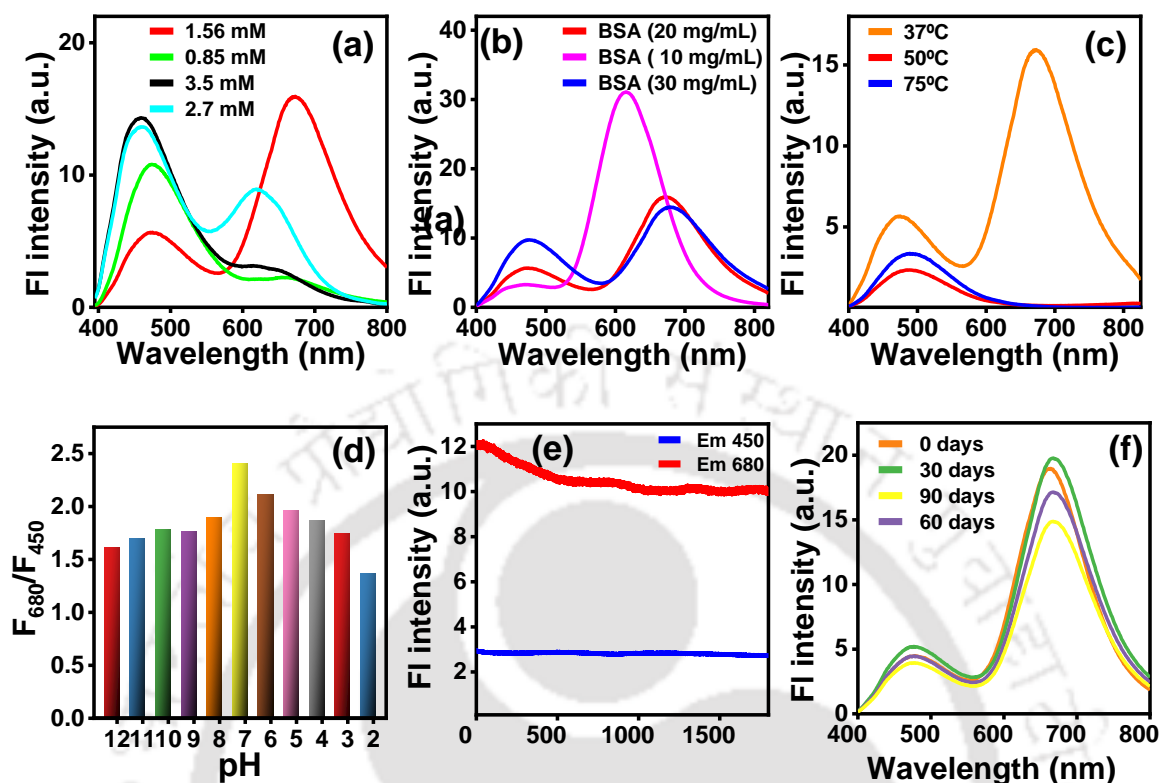 (a)
1.56 mM
0.85 mM
3.5 mM
2.7 mM
FI intensity (a.u.)
20
10
0
400 500 600 700 800
Wavelength (nm)
(b)
BSA (20 mg/mL)
BSA ( 10 mg/mL)
BSA (30 mg/mL)
(a)
FI intensity (a.u.)
40
30
20
10
0
400 500 600 700 800
Wavelength (nm)
(c)
37ºC
50ºC
75ºC
FI intensity (a.u.)
15
10
5
400 500 600 700 800
Wavelength (nm)
(d)
F680/F450
2.5
2.0
1.5
1.0
0.5
0.0
12 11 10 9 8 7 6 5 4 3 2
pH
(e)
Em 450
Em 680
FI intensity (a.u.)
12
10
8
6
4
2
0 500 1000 1500
(f)
0 days
30 days
90 days
60 days
FI intensity (a.u.)
20
15
10
5
0
400 500 600 700 800
Wavelength (nm)